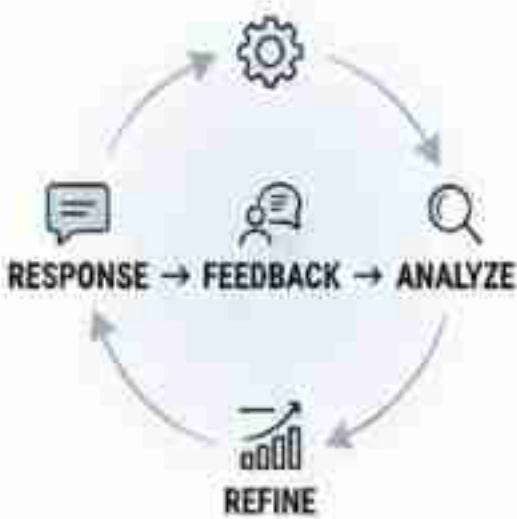 RESPONSE → FEEDBACK → ANALYZE
REFINE